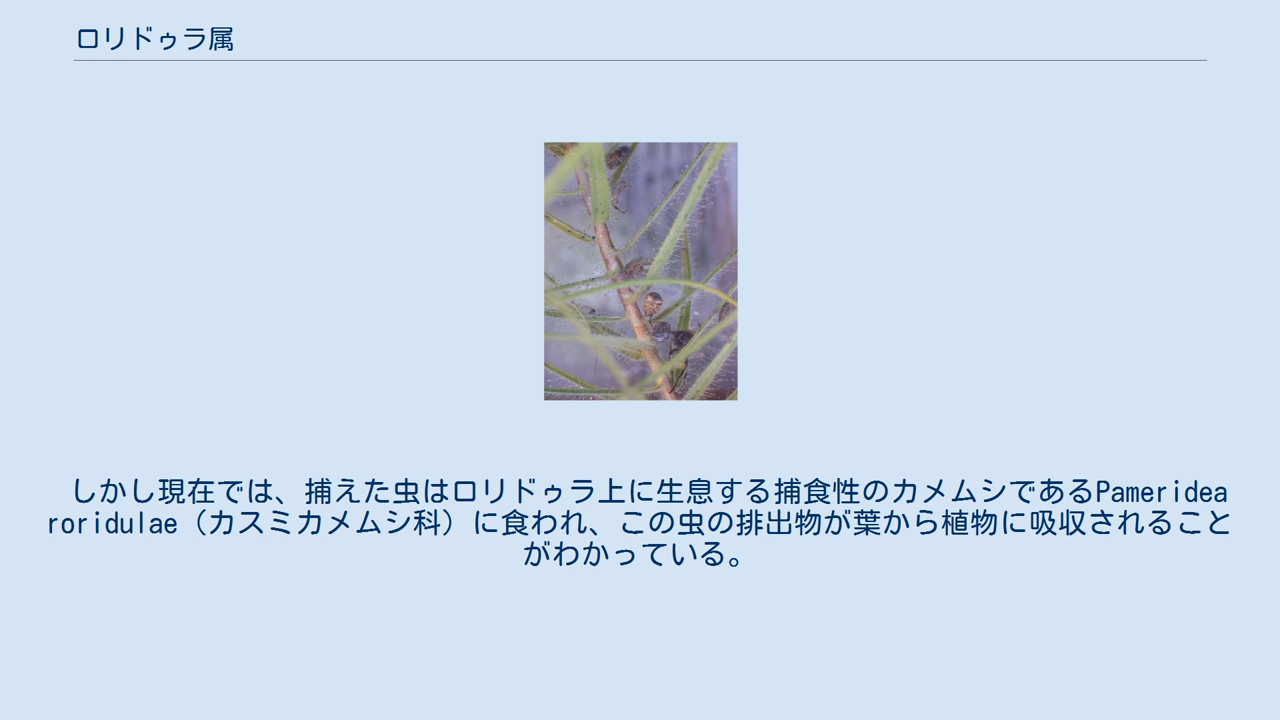 ロリドゥラ属
しかし現在では、捕えた虫はロリドゥラ上に生息する捕食性のカメムシであるPameridea
roridulae（カスミカメムシ科）に食われ、この虫の排出物が葉から植物に吸収されること
がわかっている。